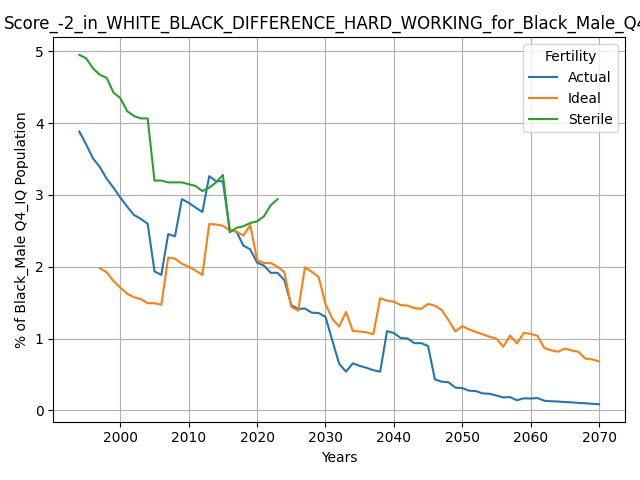 Score_-2_in_WHITE_BLACK_DIFFERENCE_HARD_WORKING_for_Black_Male_Q4
Fertility
Actual
Ideal
Sterile
% of Black_Male Q4_IQ Population
5
4
3
2
1
0
2000 2010 2020 2030 2040 2050 2060 2070
Years